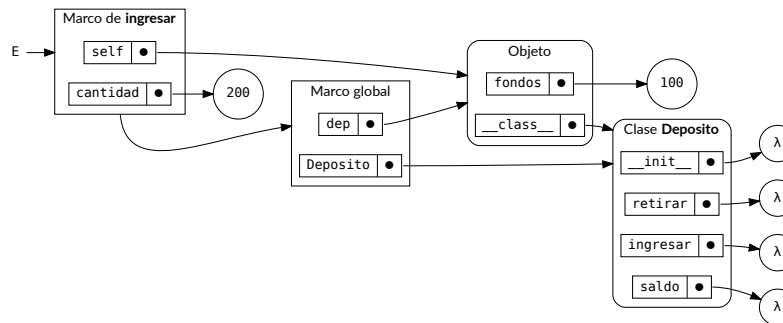 Marco de ingresar
E
self
cantidad
200
Marco global
dep
Deposito
Objeto
fondos
100
__class__
Clase Deposito
__init__
λ
retirar
λ
ingresar
λ
saldo
λ